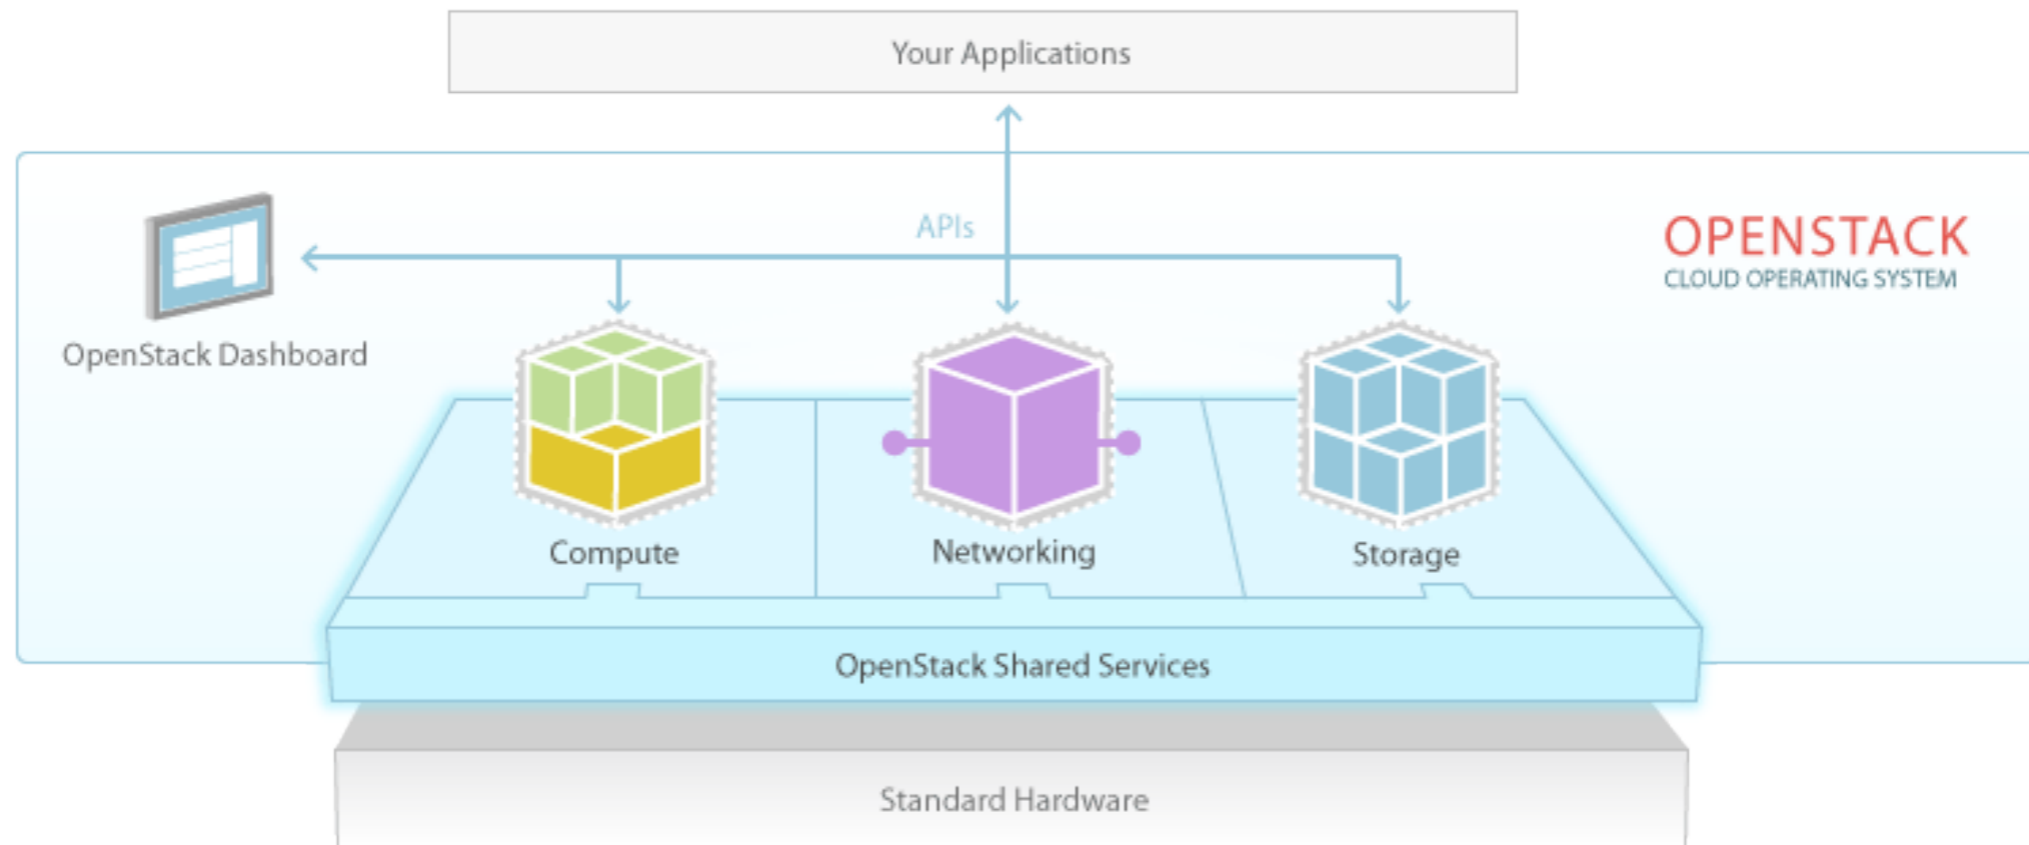 Your Applications
APIs
OPENSTACK
CLOUD OPERATING SYSTEM
OpenStack Dashboard
Compute
Networking
Storage
OpenStack Shared Services
Standard Hardware